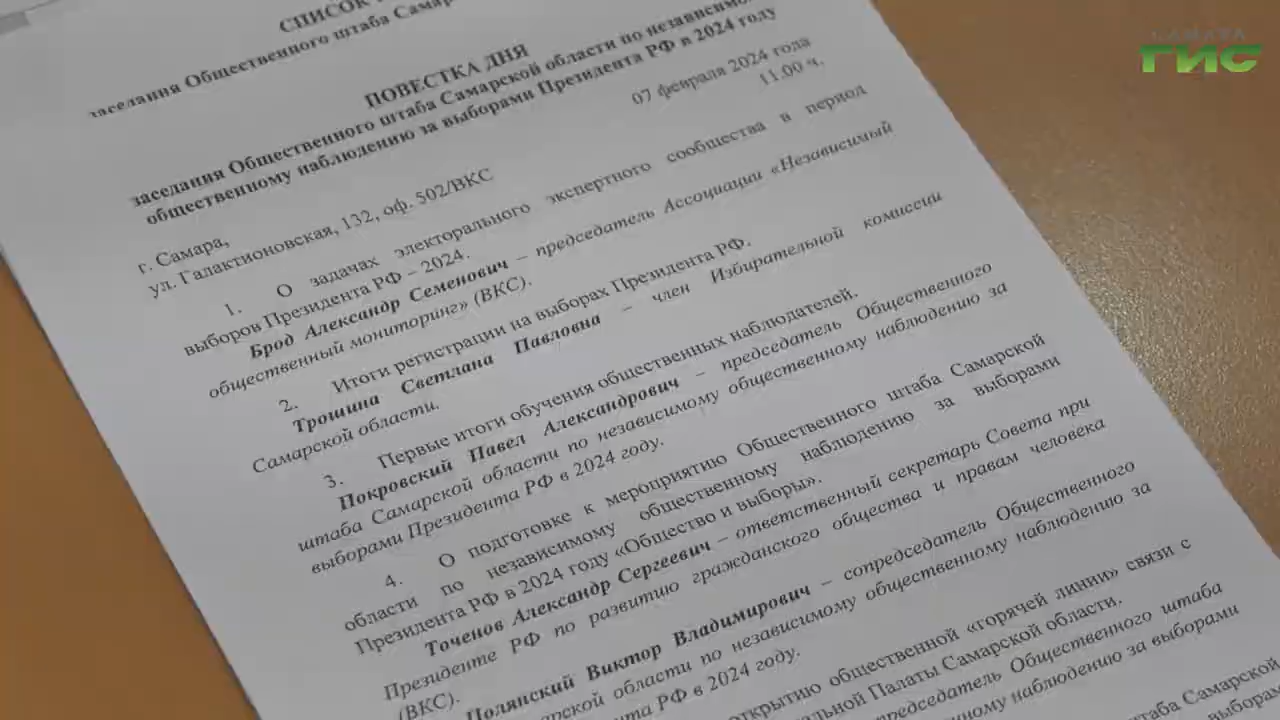 САМАРА
ГИС
СПИСОК
заседания Общественного штаба Самар
ПОВЕСТКА ДНЯ
заседания Общественного штаба Самарской области по независимо
общественному наблюдению за выборами Президента РФ в 2024 году
07 февраля 2024 года
11.00 ч.
г. Самара,
ул. Галактионовская, 132, оф. 502/ВКС
1. О задачах электорального экспертного сообщества в период
выборов Президента РФ – 2024.
Брод Александр Семенович – председатель Ассоциации «Независимый
общественный мониторинг» (ВКС).
2. Итоги регистрации на выборах Президента РФ.
Трошина Светлана Павловна – член Избирательной комиссии
Самарской области.
3. Первые итоги обучения общественных наблюдателей.
Покровский Павел Александрович – председатель Общественного
штаба Самарской области по независимому общественному наблюдению за
выборами Президента РФ в 2024 году.
4. О подготовке к мероприятию Общественного штаба Самарской
области по независимому общественному наблюдению за выборами
Президента РФ в 2024 году «Общество и выборы».
Точенов Александр Сергеевич – ответственный секретарь Совета при
Президенте РФ по развитию гражданского общества и правам человека
(ВКС).
Полянский Виктор Владимирович – сопредседатель Общественного
арской области по независимому общественному наблюдению за
та РФ в 2024 году.
открытию общественной «горячей линии» связи с
альной Палаты Самарской области.
председатель Общественного штаба
нному наблюдению за выборами
штаба Самарской
выборами